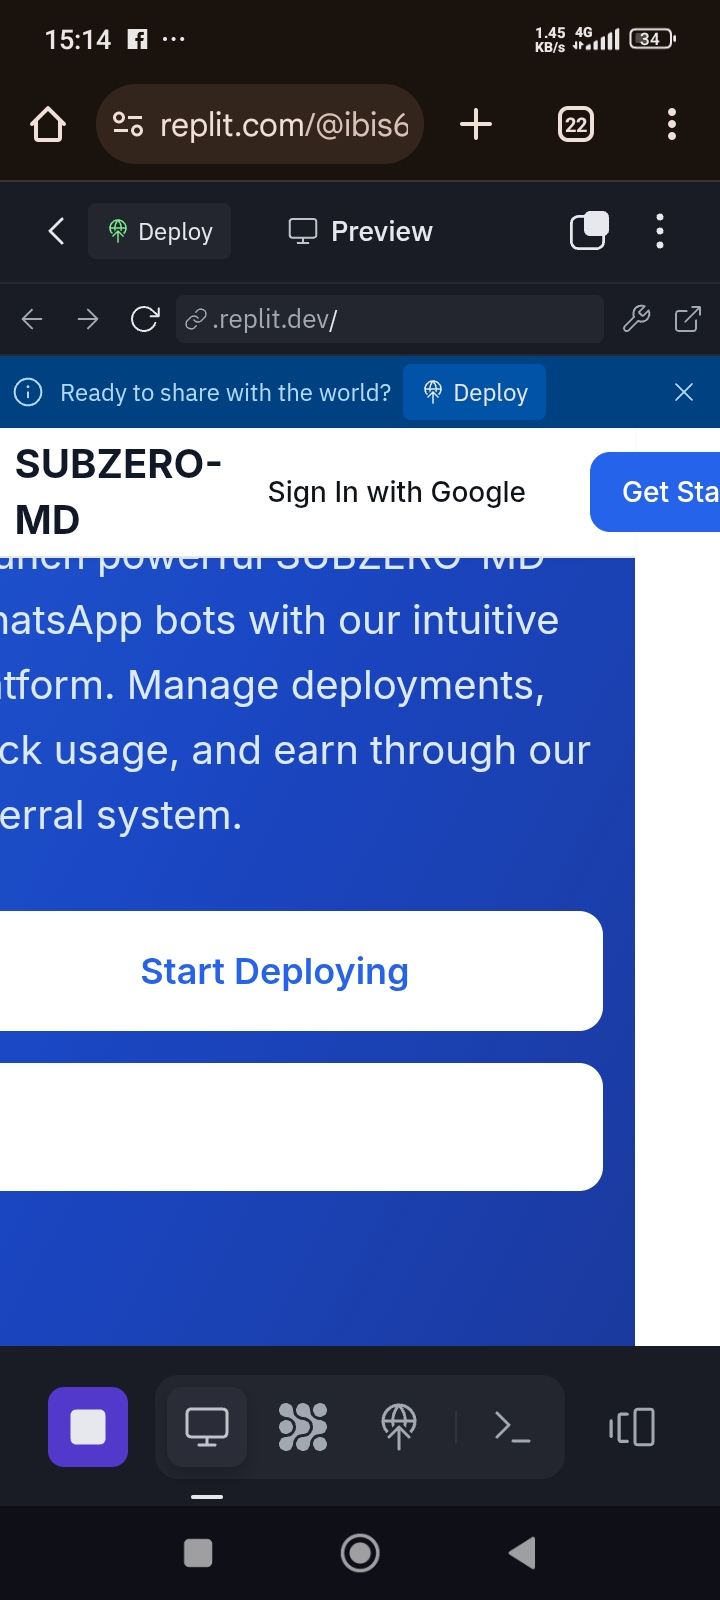 15:14
1.45 KB/s
4G
34
replit.com/@ibis6
22
Deploy
Preview
.replit.dev/
Ready to share with the world?
Deploy
SUBZERO-
MD
Sign In with Google
Get Sta
unch powerful SUBZERO-MD
hatsApp bots with our intuitive
tform. Manage deployments,
ck usage, and earn through our
erral system.
Start Deploying